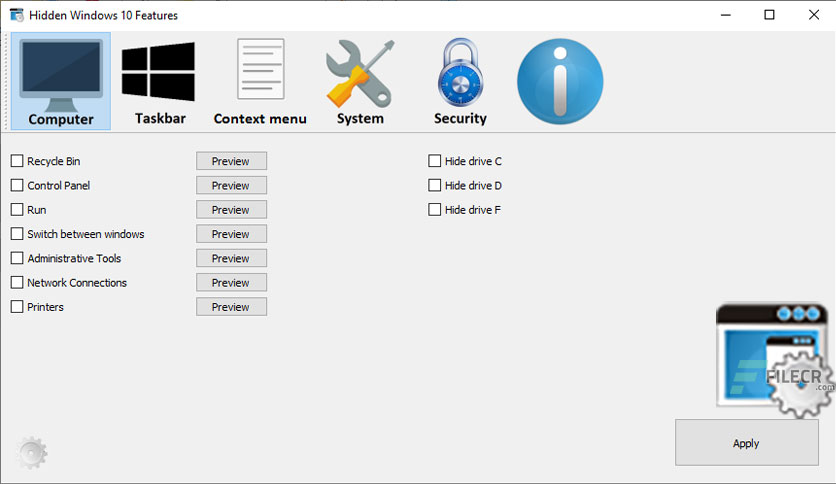 Hidden Windows 10 Features
Computer
Taskbar
Context menu
System
Security
Recycle Bin Preview
Control Panel Preview
Run Preview
Switch between windows Preview
Administrative Tools Preview
Network Connections Preview
Printers Preview
Hide drive C
Hide drive D
Hide drive F
FILECR
.com
Apply